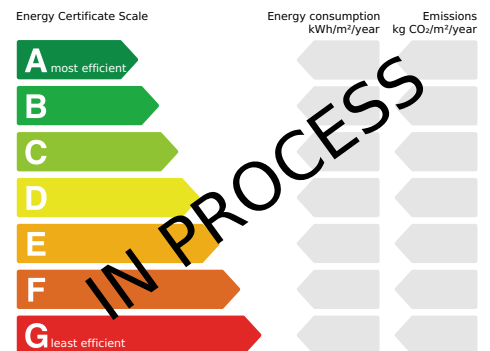 Energy Certificate Scale
Energy consumption
kWh/m²/year
Emissions
kg CO₂/m²/year
A most efficient
B
C
D
E
F
G least efficient
IN PROCESS